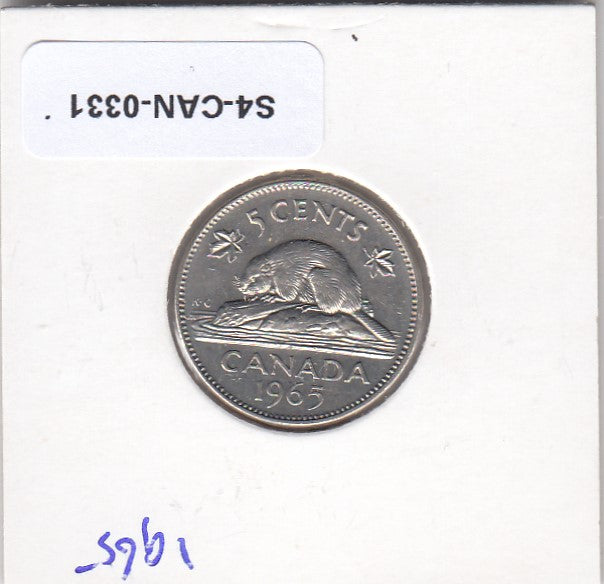 S4-CAN-0331
5 CENTS
K·G
CANADA
1965
1965